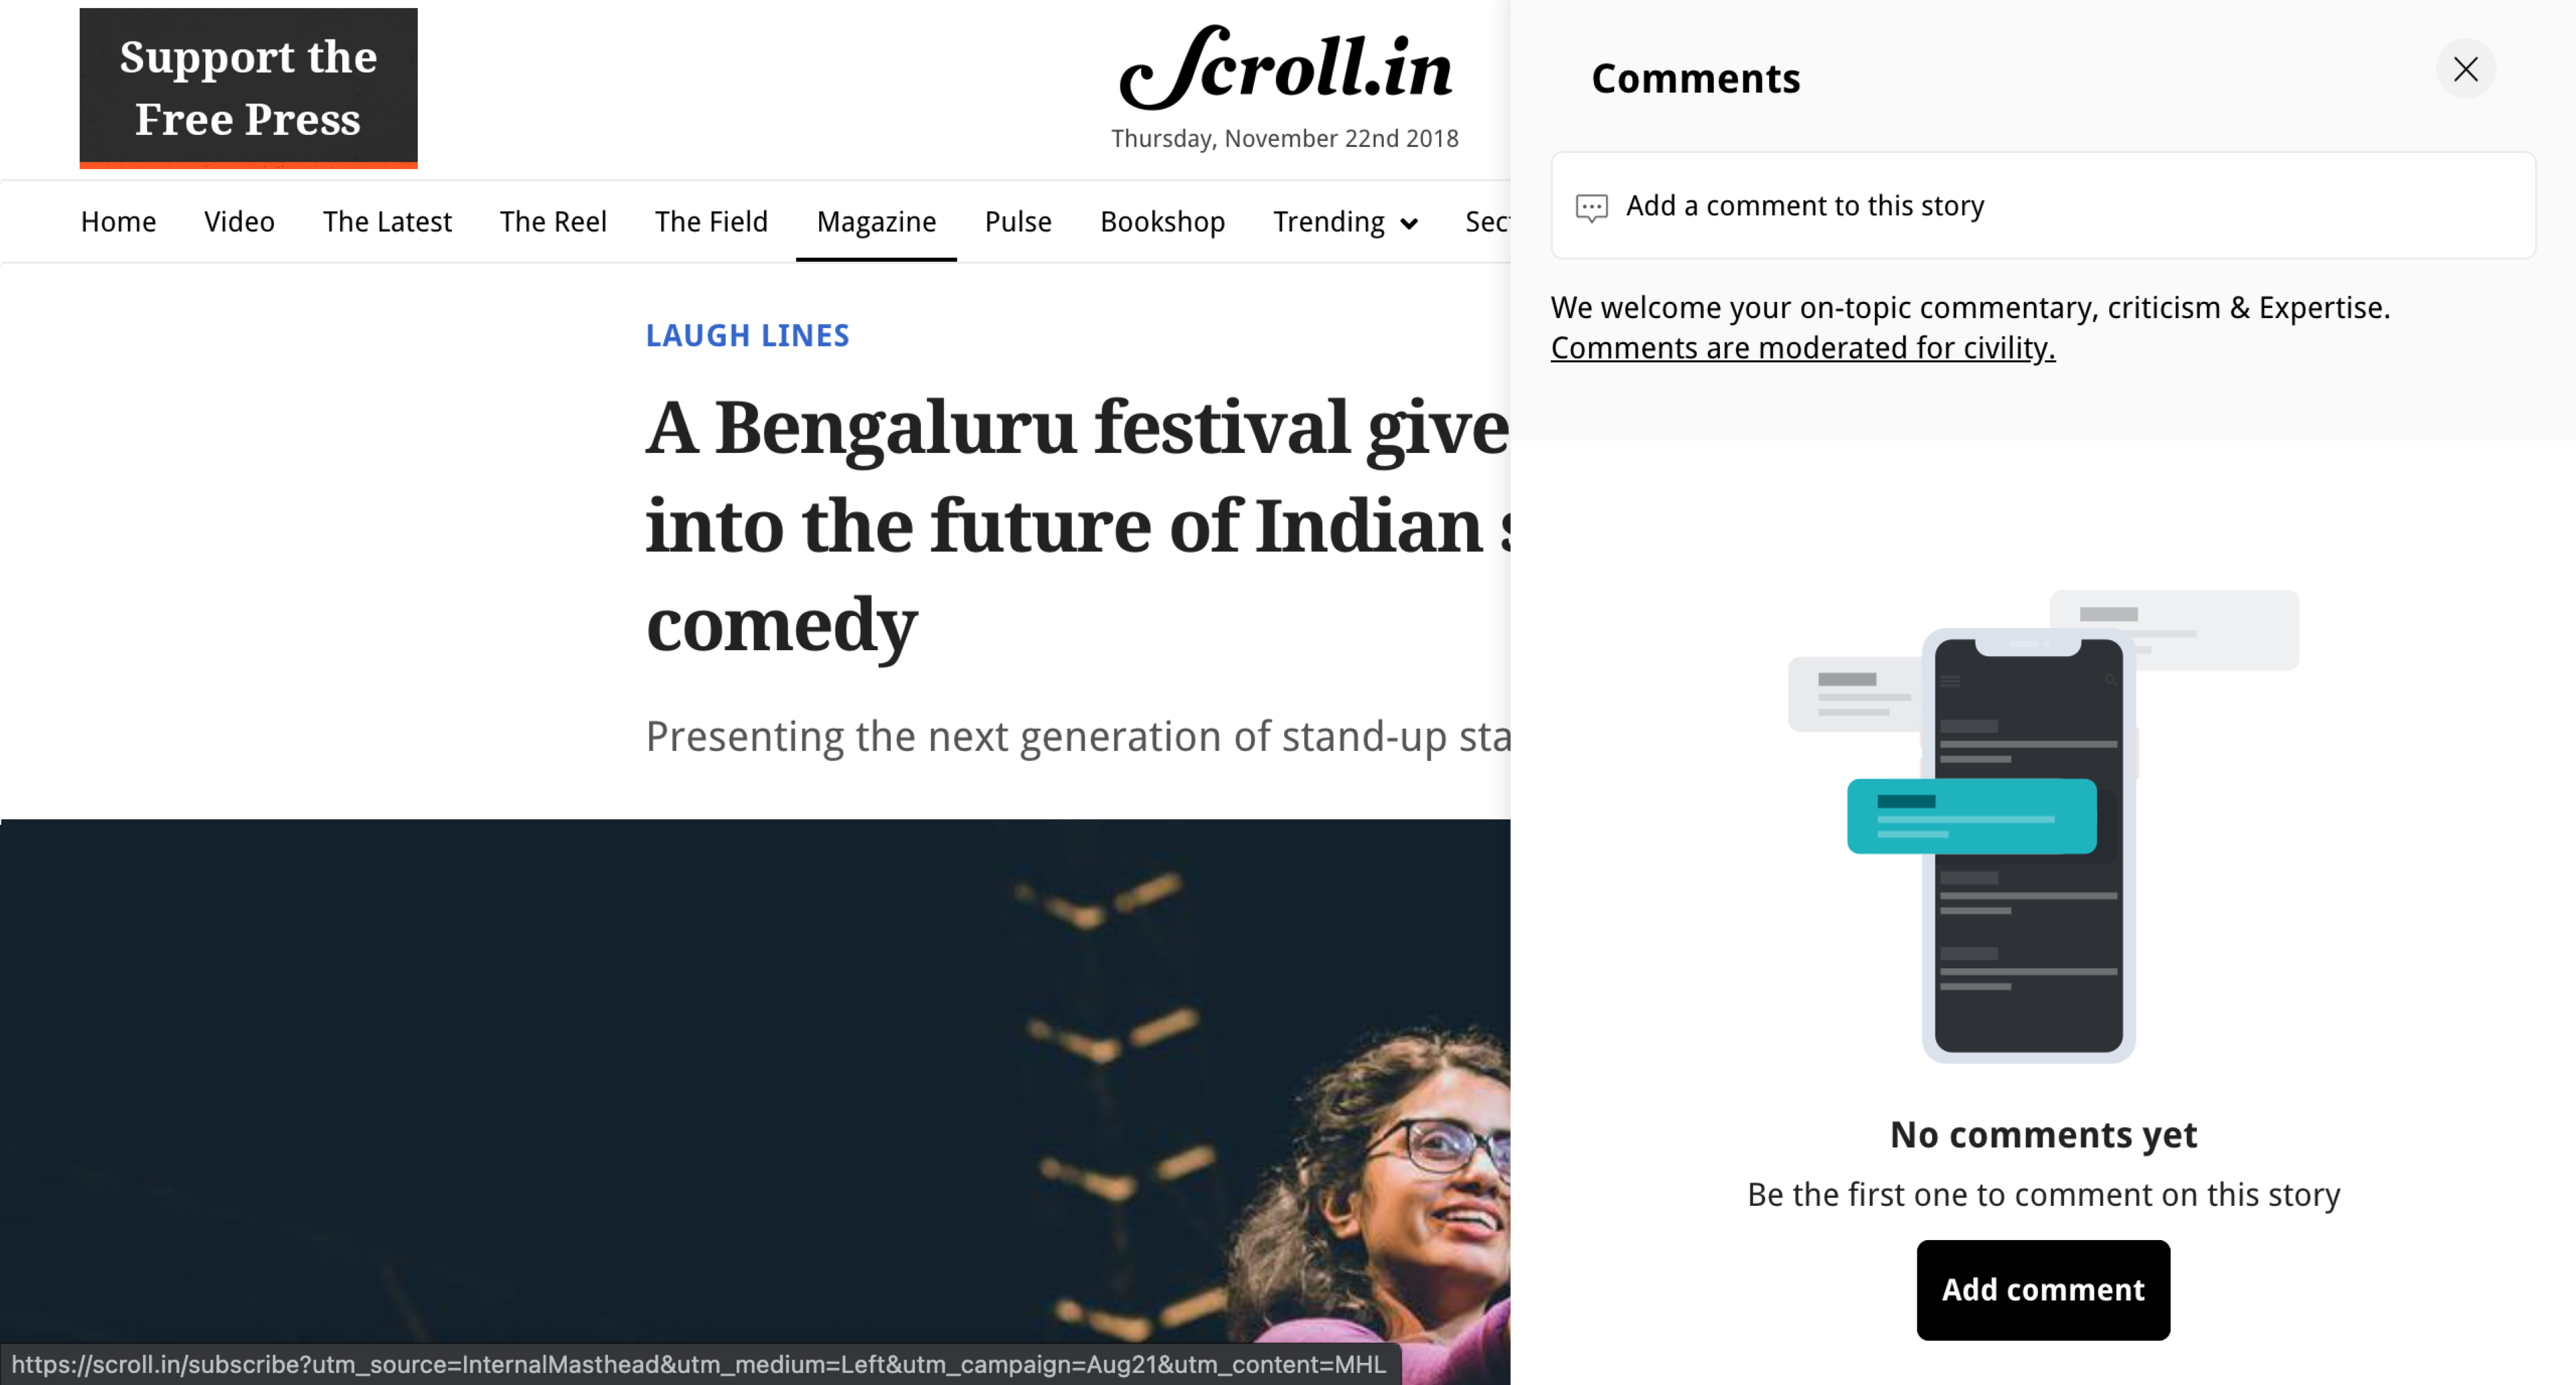 Support the
Free Press
Scroll.in
Thursday, November 22nd 2018
Home Video The Latest The Reel The Field Magazine Pulse Bookshop Trending Sec
LAUGH LINES
A Bengaluru festival give
into the future of Indian
comedy
Presenting the next generation of stand-up sta
https://scroll.in/subscribe?utm_source=InternalMasthead&utm_medium=Left&utm_campaign=Aug21&utm_content=MHL
Comments
Add a comment to this story
We welcome your on-topic commentary, criticism & Expertise.
Comments are moderated for civility.
No comments yet
Be the first one to comment on this story
Add comment